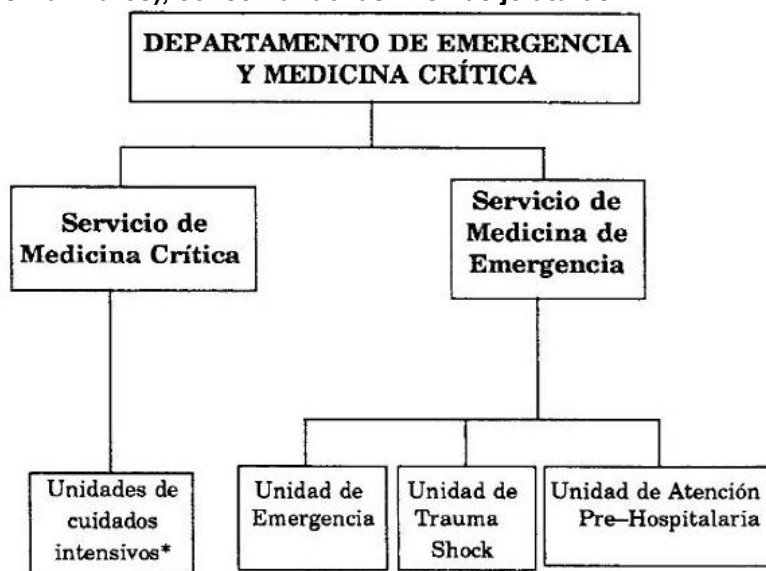 DEPARTAMENTO DE EMERGENCIA
Y MEDICINA CRÍTICA
Servicio de
Medicina Crítica
Servicio de
Medicina de
Emergencia
Unidades de
cuidados
intensivos*
Unidad de
Emergencia
Unidad de
Trauma
Shock
Unidad de Atención
Pre–Hospitalaria